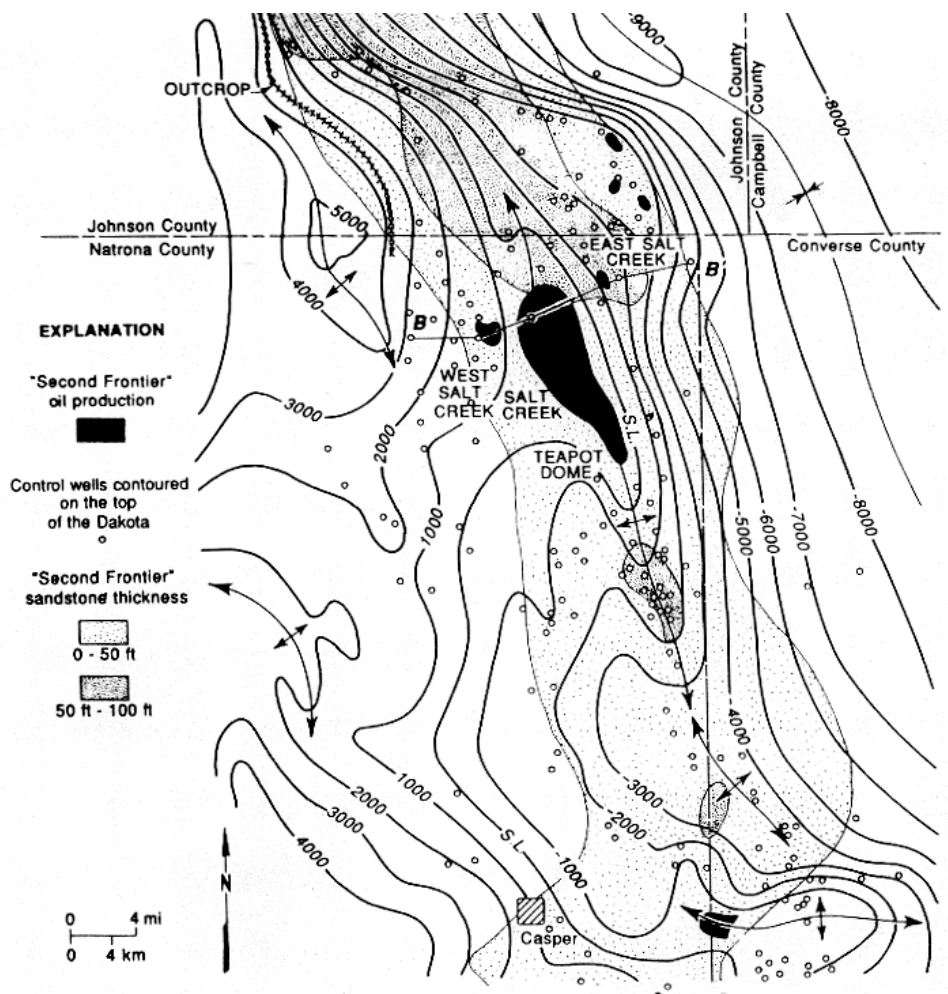 -9000
-8000
Johnson County
Campbell County
OUTCROP
5000
Johnson County
Natrona County
EAST SALT
CREEK
Converse County
B'
4000
B
EXPLANATION
"Second Frontier"
oil production
WEST
SALT
CREEK
SALT
CREEK
3000
2000
S.L.
TEAPOT
DOME
Control wells contoured
on the top
of the Dakota
1000
-5000
-6000
-7000
-8000
"Second Frontier"
sandstone thickness
0 - 50 ft
50 ft - 100 ft
-4000
-3000
-2000
1000
2000
3000
4000
S.L.
-1000
N
0 4 mi
0 4 km
Casper